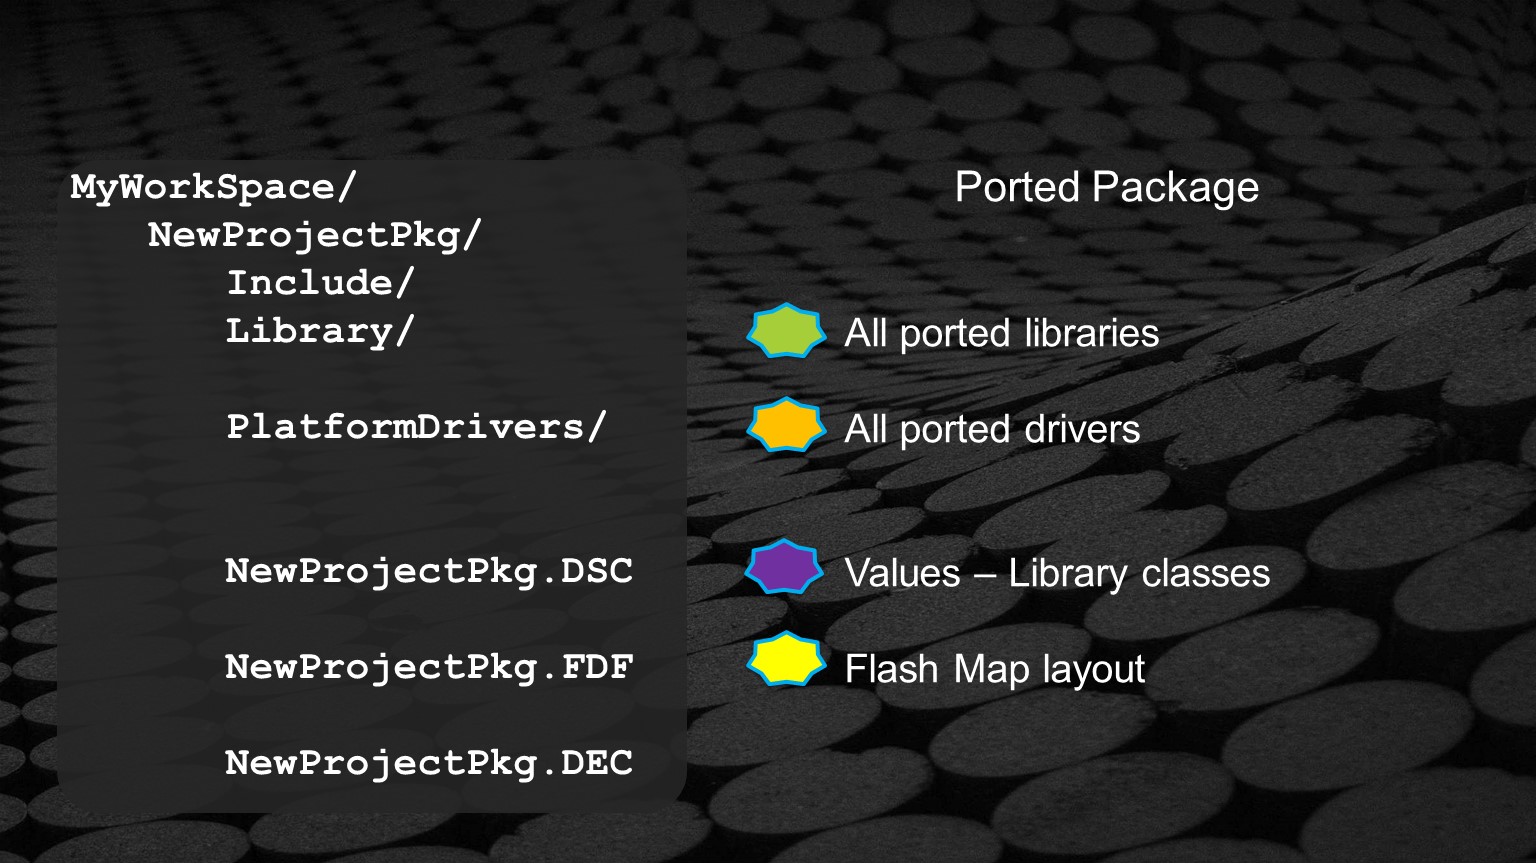 MyWorkSpace/
NewProjectPkg/
Include/
Library/
PlatformDrivers/
NewProjectPkg.DSC
NewProjectPkg.FDF
NewProjectPkg.DEC
Ported Package
All ported libraries
All ported drivers
Values – Library classes
Flash Map layout